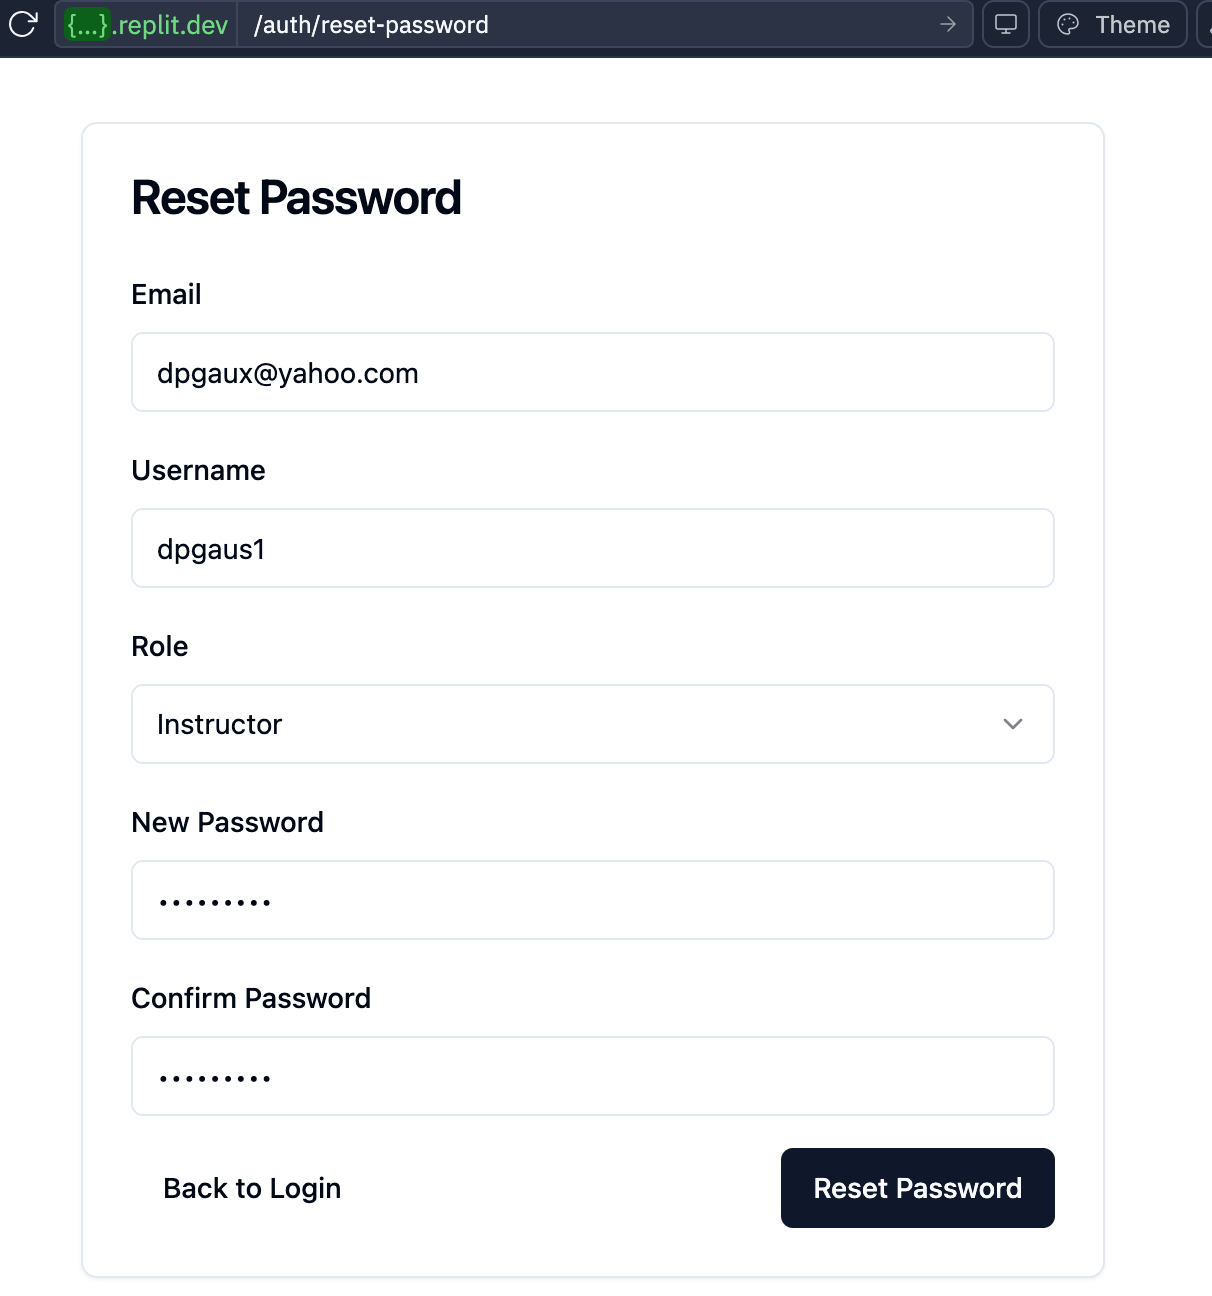 {...}.replit.dev /auth/reset-password → Theme
Reset Password
Email
dpgaux@yahoo.com
Username
dpgaus1
Role
Instructor
New Password
•••••••••
Confirm Password
•••••••••
Back to Login Reset Password